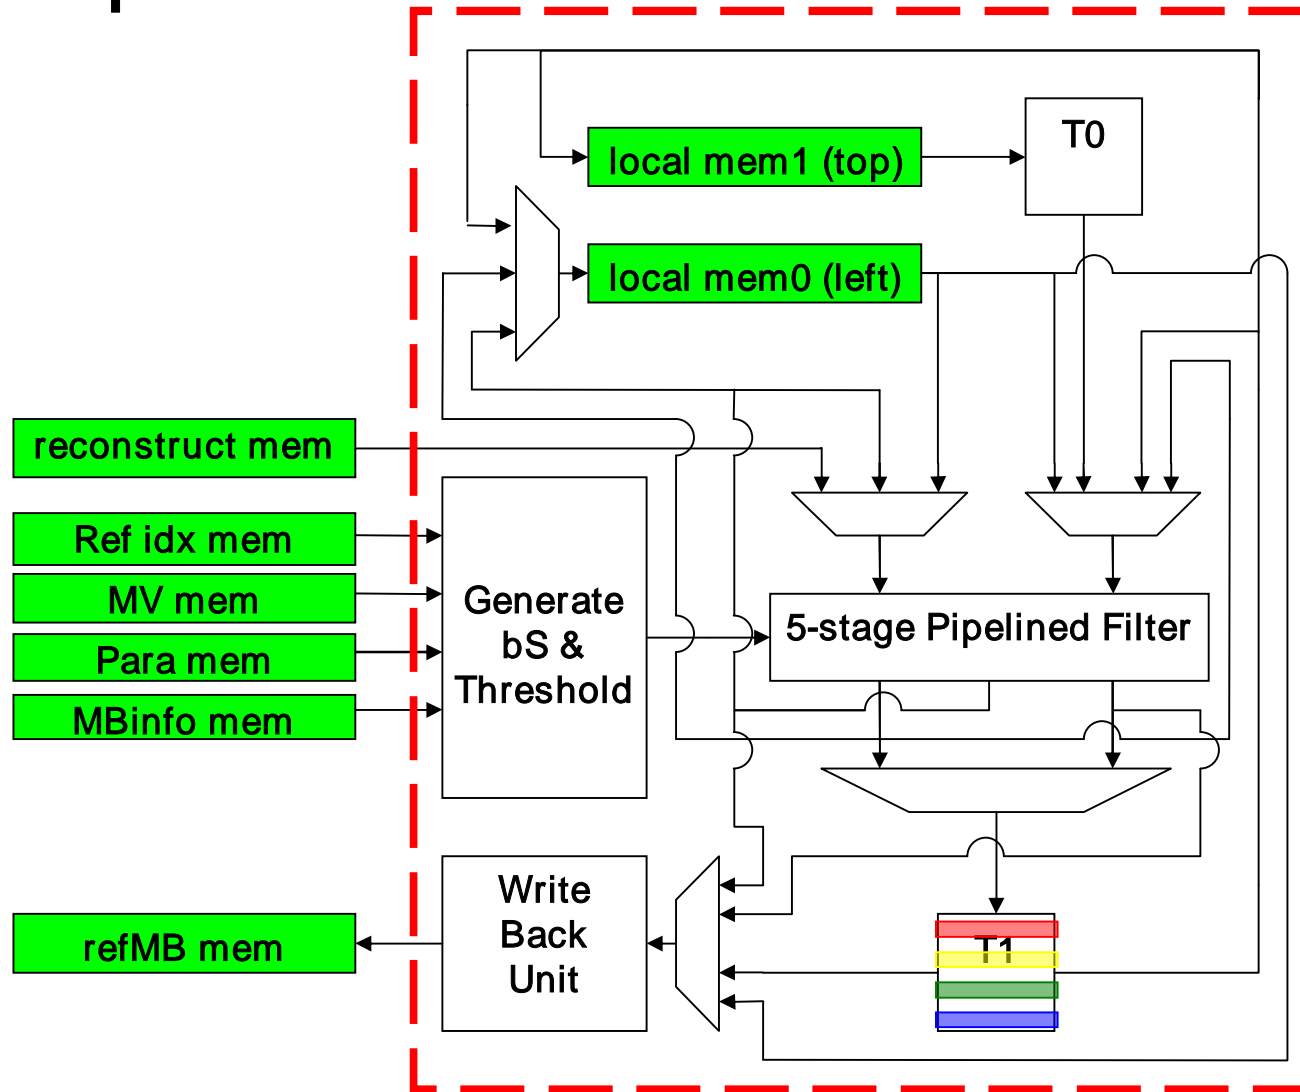 T0
local mem1 (top)
local mem0 (left)
reconstruct mem
Ref idx mem
MV mem
Para mem
MBinfo mem
Generate
bS &
Threshold
5-stage Pipelined Filter
Write
Back
Unit
refMB mem
T1